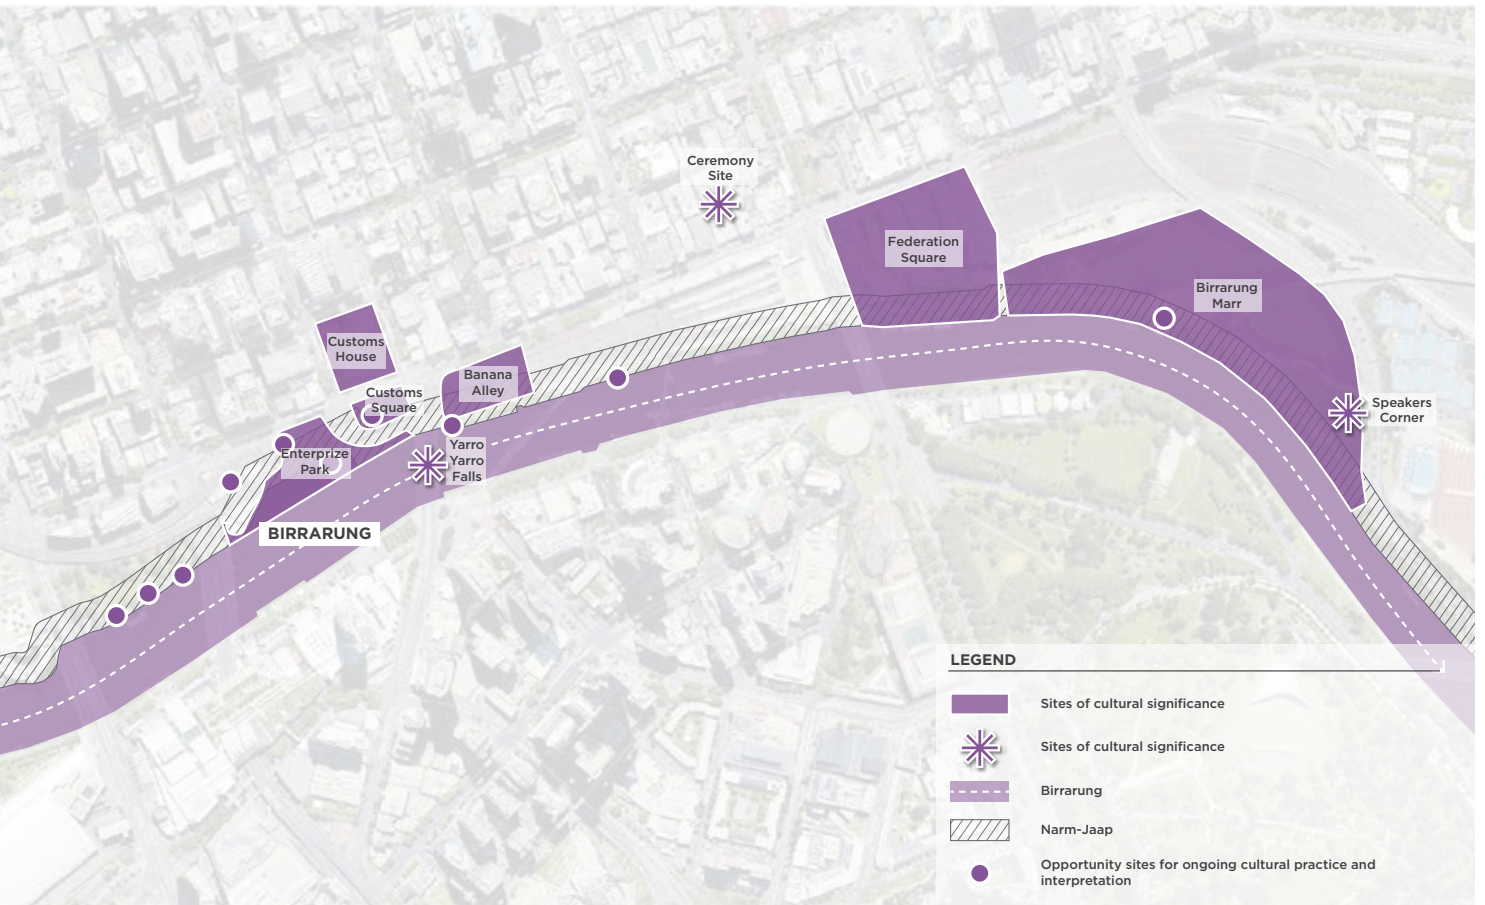 Ceremony
Site
Federation
Square
Birrarung
Marr
Customs
House
Banana
Alley
Customs
Square
Speakers
Corner
Enterprize
Park
Yarro
Yarro
Falls
BIRRARUNG
LEGEND
Sites of cultural significance
Sites of cultural significance
Birrarung
Narm-Jaap
Opportunity sites for ongoing cultural practice and
interpretation